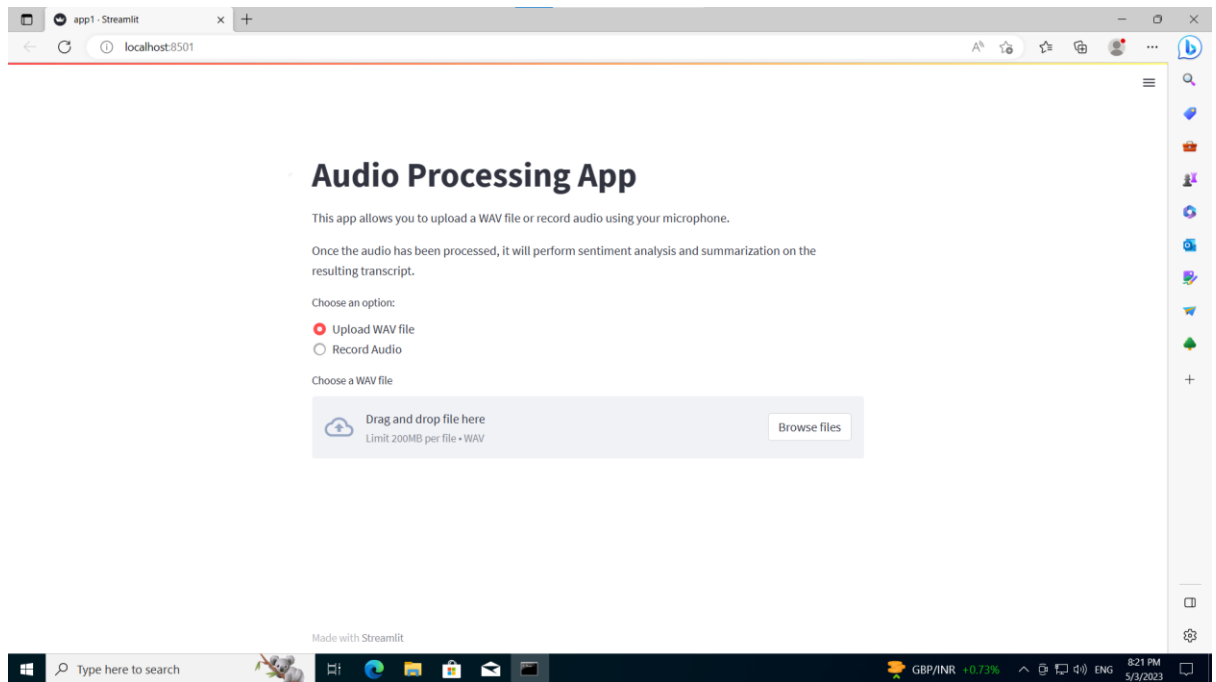 app1 · Streamlit
localhost:8501
Audio Processing App
This app allows you to upload a WAV file or record audio using your microphone.
Once the audio has been processed, it will perform sentiment analysis and summarization on the
resulting transcript.
Choose an option:
Upload WAV file
Record Audio
Choose a WAV file
Drag and drop file here
Limit 200MB per file • WAV
Browse files
Made with Streamlit
Type here to search
GBP/INR +0.73%
ENG
8:21 PM
5/3/2023